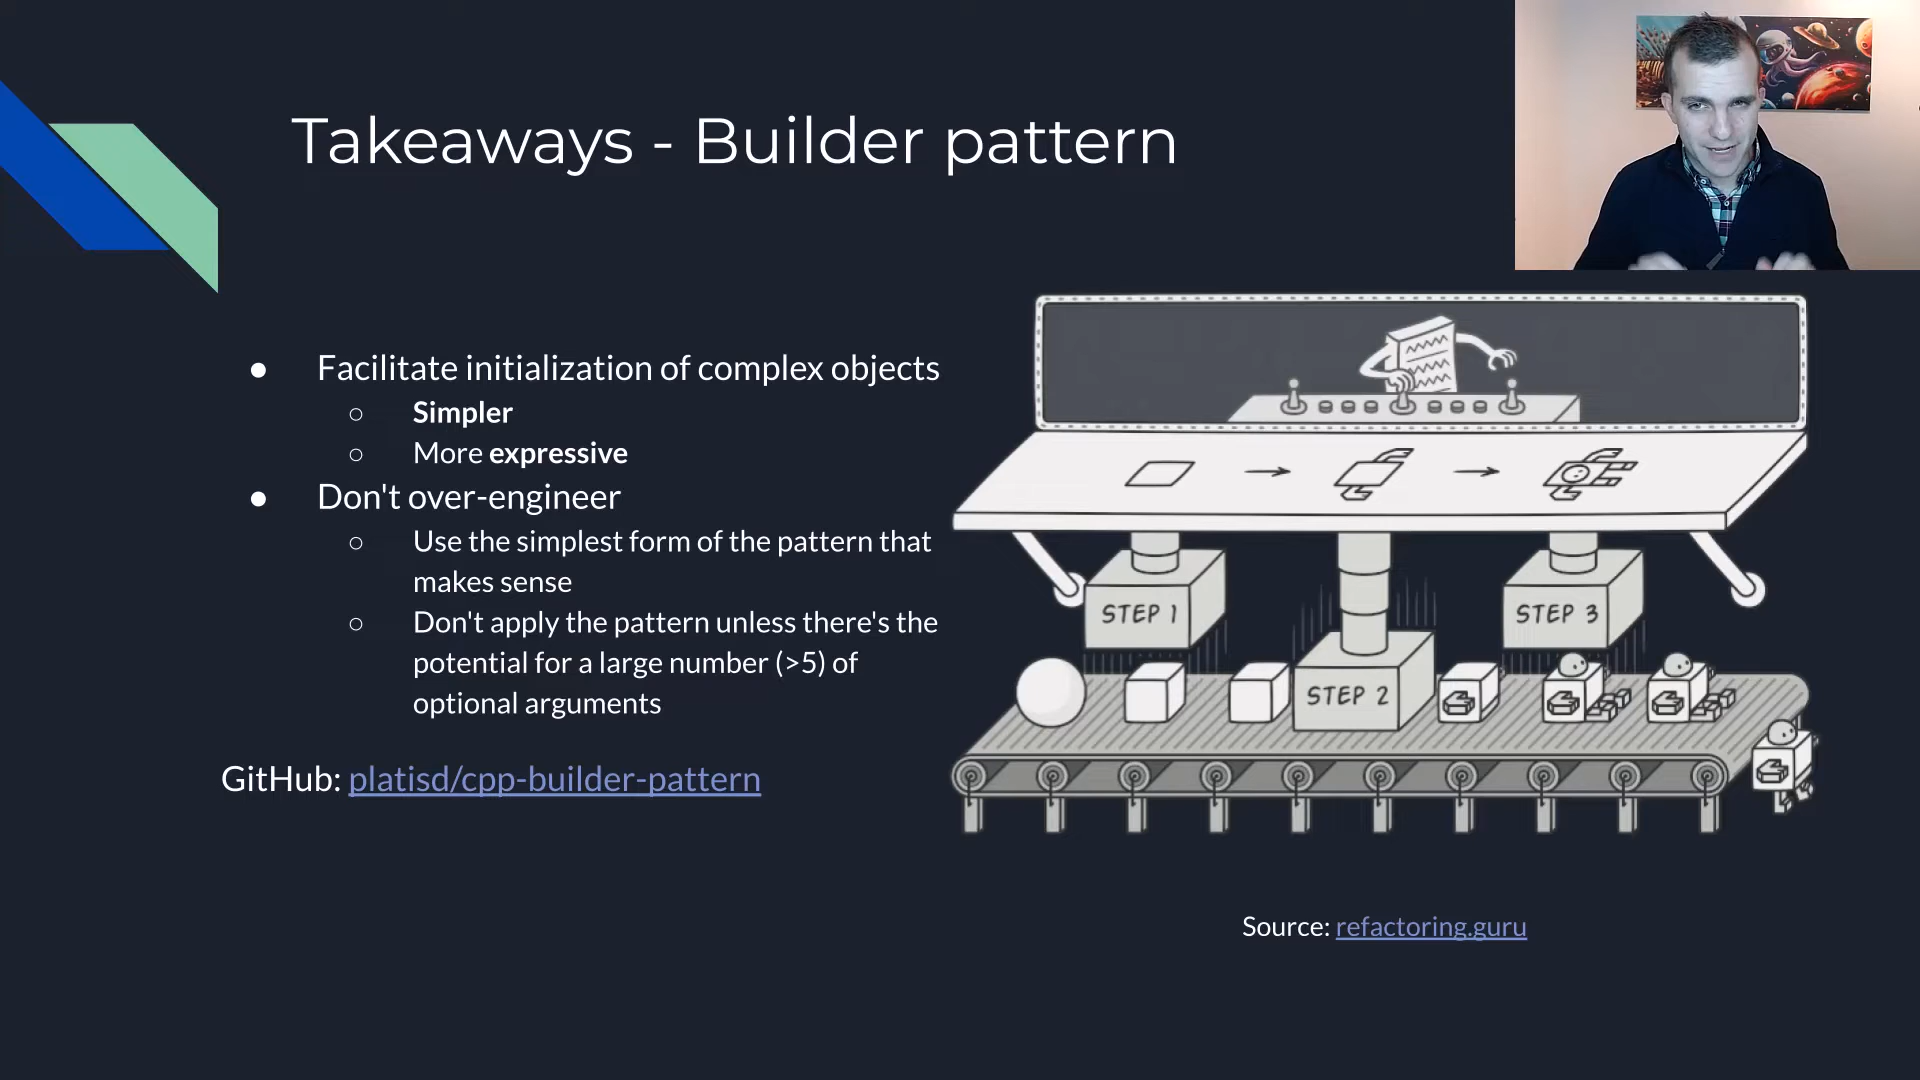 Takeaways - Builder pattern
● Facilitate initialization of complex objects
○ Simpler
○ More expressive
● Don't over-engineer
○ Use the simplest form of the pattern that
makes sense
○ Don't apply the pattern unless there's the
potential for a large number (>5) of
optional arguments
GitHub: platisd/cpp-builder-pattern
STEP 1
STEP 2
STEP 3
Source: refactoring.guru